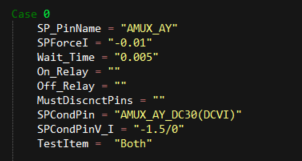 Case 0
SP_PinName = "AMUX_AY"
SPForceI = "-0.01"
Wait_Time = "0.005"
On_Relay = ""
Off_Relay = ""
MustDiscnctPins = ""
SPCondPin = "AMUX_AY_DC30(DCVI)"
SPCondPinV_I = "-1.5/0"
TestItem =  "Both"